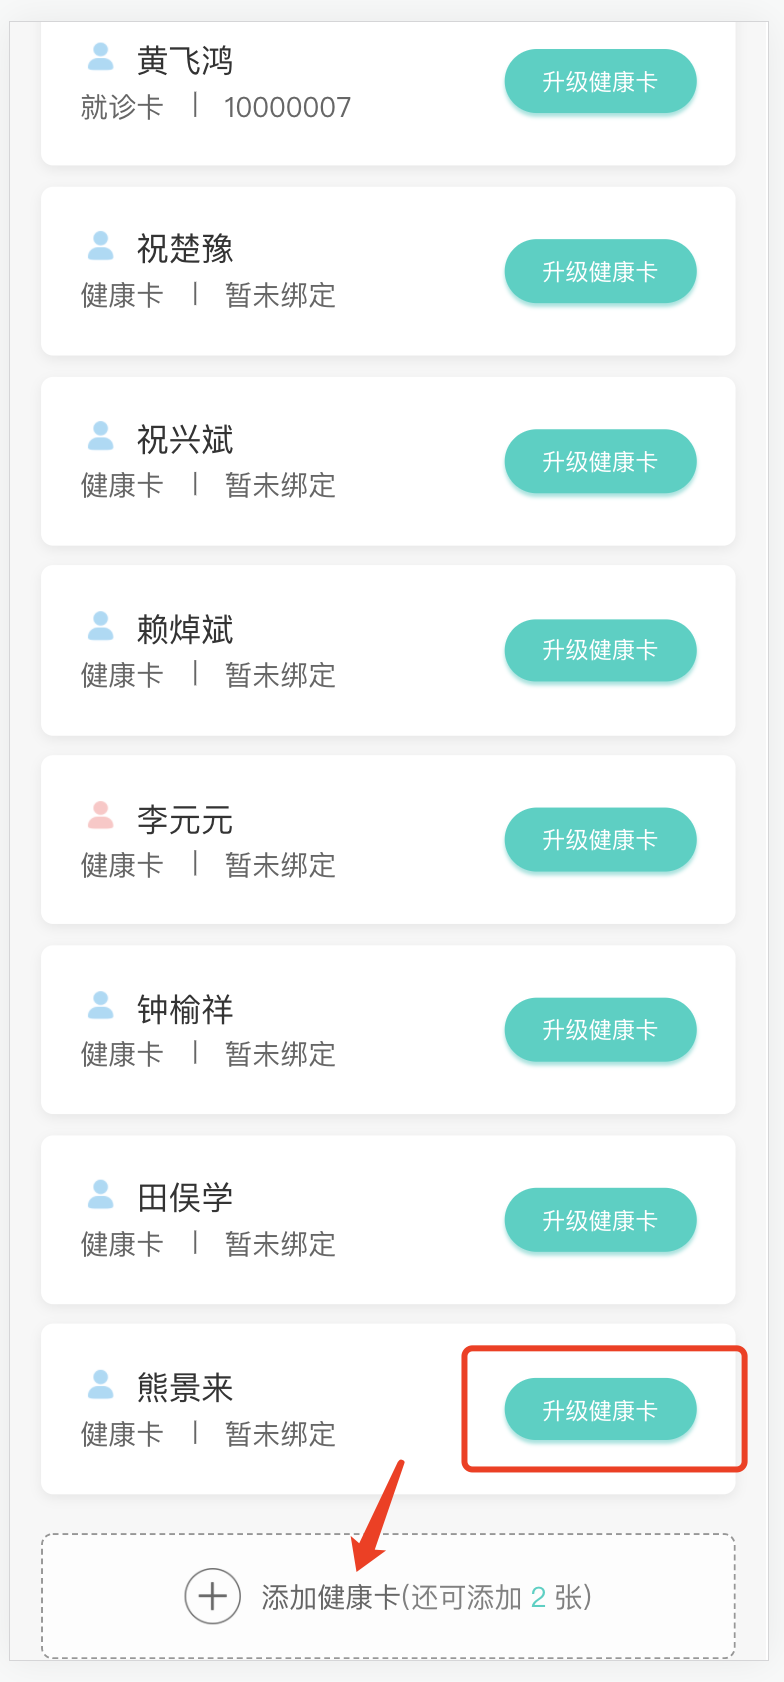 黄飞鸿
升级健康卡
就诊卡 | 10000007
祝楚豫
升级健康卡
健康卡 | 暂未绑定
祝兴斌
升级健康卡
健康卡 | 暂未绑定
赖焯斌
升级健康卡
健康卡 | 暂未绑定
李元元
升级健康卡
健康卡 | 暂未绑定
钟榆祥
升级健康卡
健康卡 | 暂未绑定
田俣学
升级健康卡
健康卡 | 暂未绑定
熊景来
升级健康卡
健康卡 | 暂未绑定
添加健康卡(还可添加 2 张)